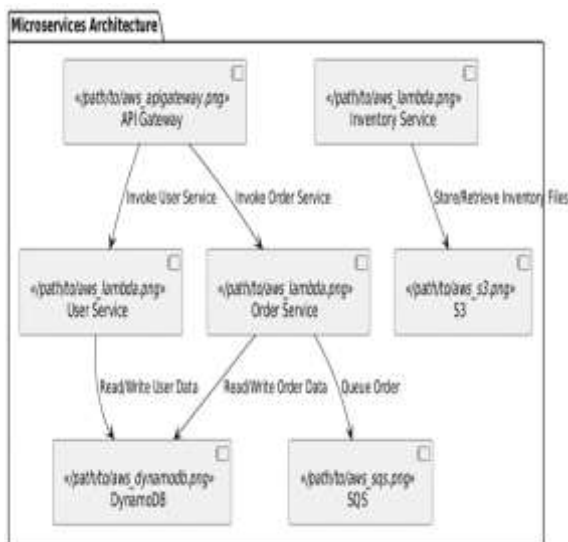 Microservices Architecture
«/path/to/aws_apigateway.png»
API Gateway
«/path/to/aws_lambda.png»
Inventory Service
Invoke User Service
Invoke Order Service
Store/Retrieve Inventory Files
«/path/to/aws_lambda.png»
User Service
«/path/to/aws_lambda.png»
Order Service
«/path/to/aws_s3.png»
S3
Read/Write User Data
Read/Write Order Data
Queue Order
«/path/to/aws_dynamodb.png»
DynamoDB
«/path/to/aws_sqs.png»
SQS